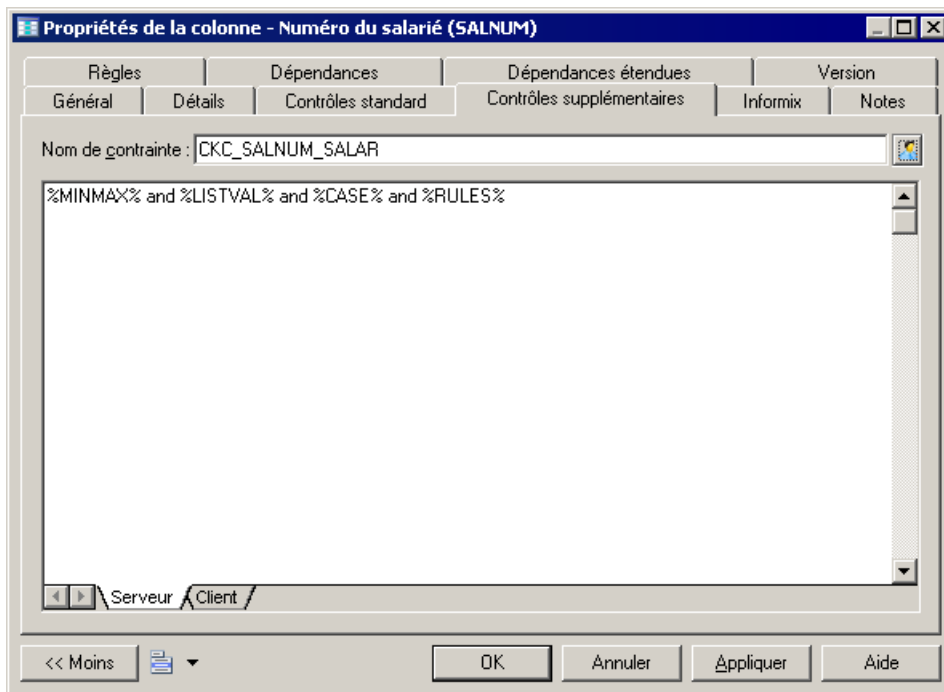 Propriétés de la colonne - Numéro du salarié (SALNUM)
Règles Dépendances Dépendances étendues Version
Général Détails Contrôles standard Contrôles supplémentaires Informix Notes
Nom de contrainte : CKC_SALNUM_SALAR
%MINMAX% and %LISTVAL% and %CASE% and %RULES%
Serveur Client
<< Moins OK Annuler Appliquer Aide